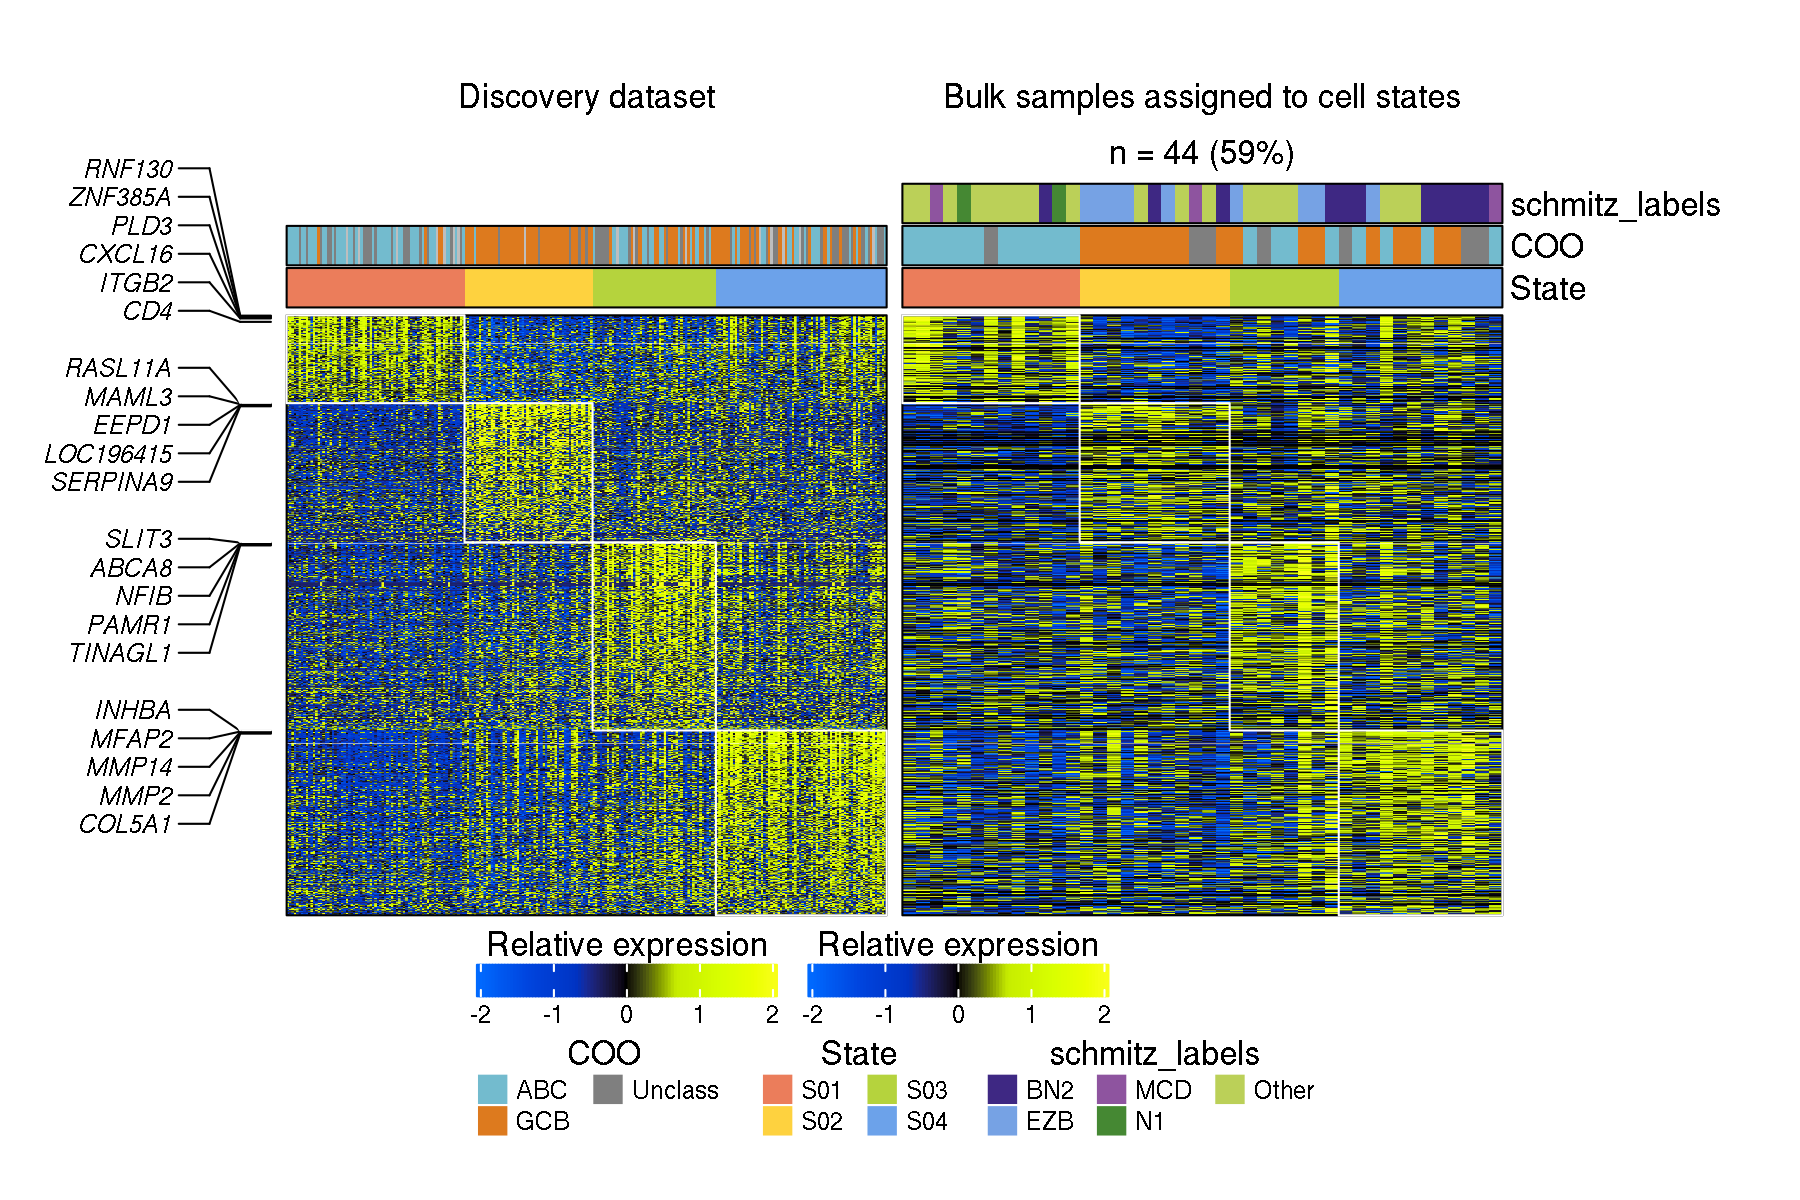 Discovery dataset
Bulk samples assigned to cell states
n = 44 (59%)
schmitz_labels
COO
State
RNF130
ZNF385A
PLD3
CXCL16
ITGB2
CD4
RASL11A
MAML3
EEPD1
LOC196415
SERPINA9
SLIT3
ABCA8
NFIB
PAMR1
TINAGL1
INHBA
MFAP2
MMP14
MMP2
COL5A1
Relative expression Relative expression
-2 -1 0 1 2 -2 -1 0 1 2
COO State schmitz_labels
ABC Unclass S01 S03 BN2 MCD Other
GCB S02 S04 EZB N1